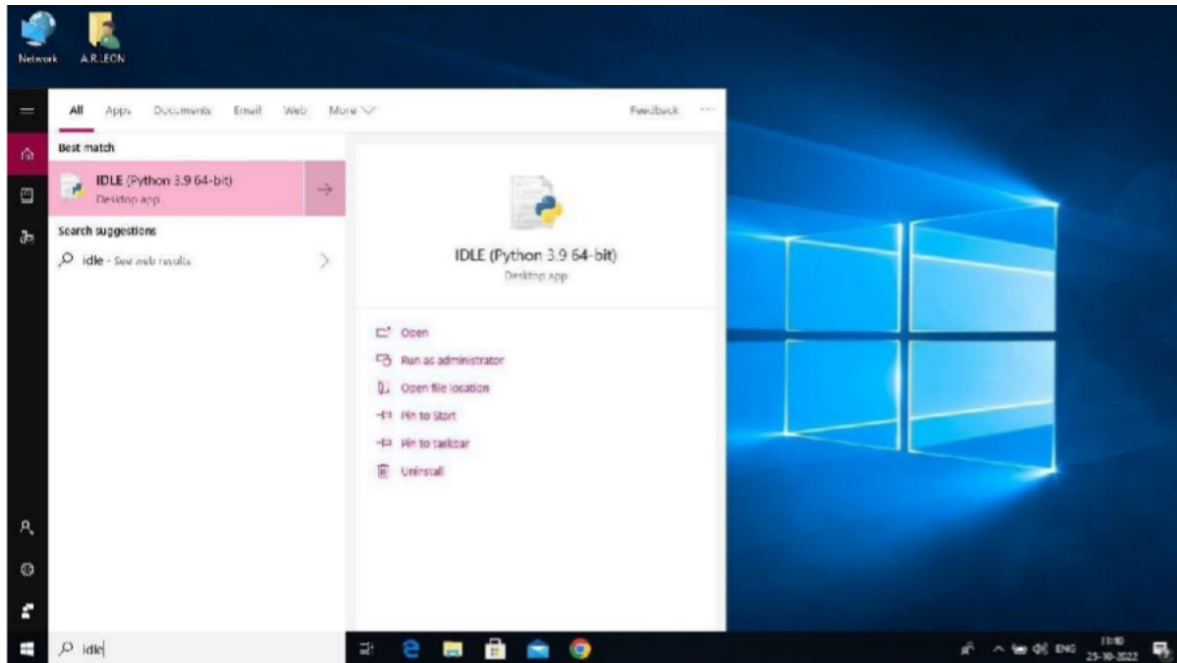 Network
A.R.LEON
All Apps Documents Email Web More
Feedback ...
Best match
IDLE (Python 3.9 64-bit)
Desktop app
Search suggestions
idle - See web results
IDLE (Python 3.9 64-bit)
Desktop app
Open
Run as administrator
Open file location
Pin to Start
Pin to taskbar
Uninstall
idle
ENG
11:40
25-10-2022